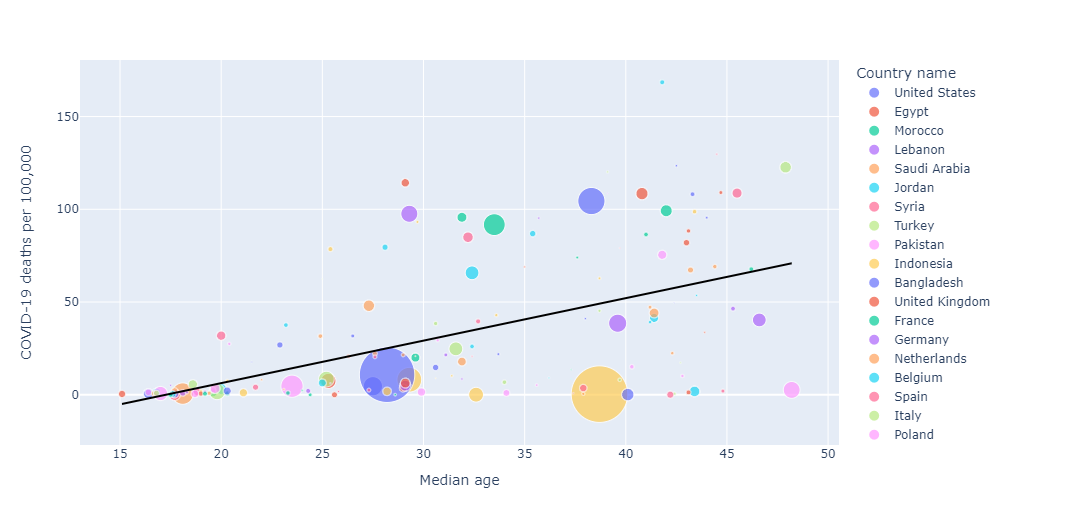 Country name
United States
Egypt
Morocco
Lebanon
Saudi Arabia
Jordan
Syria
Turkey
Pakistan
Indonesia
Bangladesh
United Kingdom
France
Germany
Netherlands
Belgium
Spain
Italy
Poland
COVID-19 deaths per 100,000
150
100
50
0
15 20 25 30 35 40 45 50
Median age